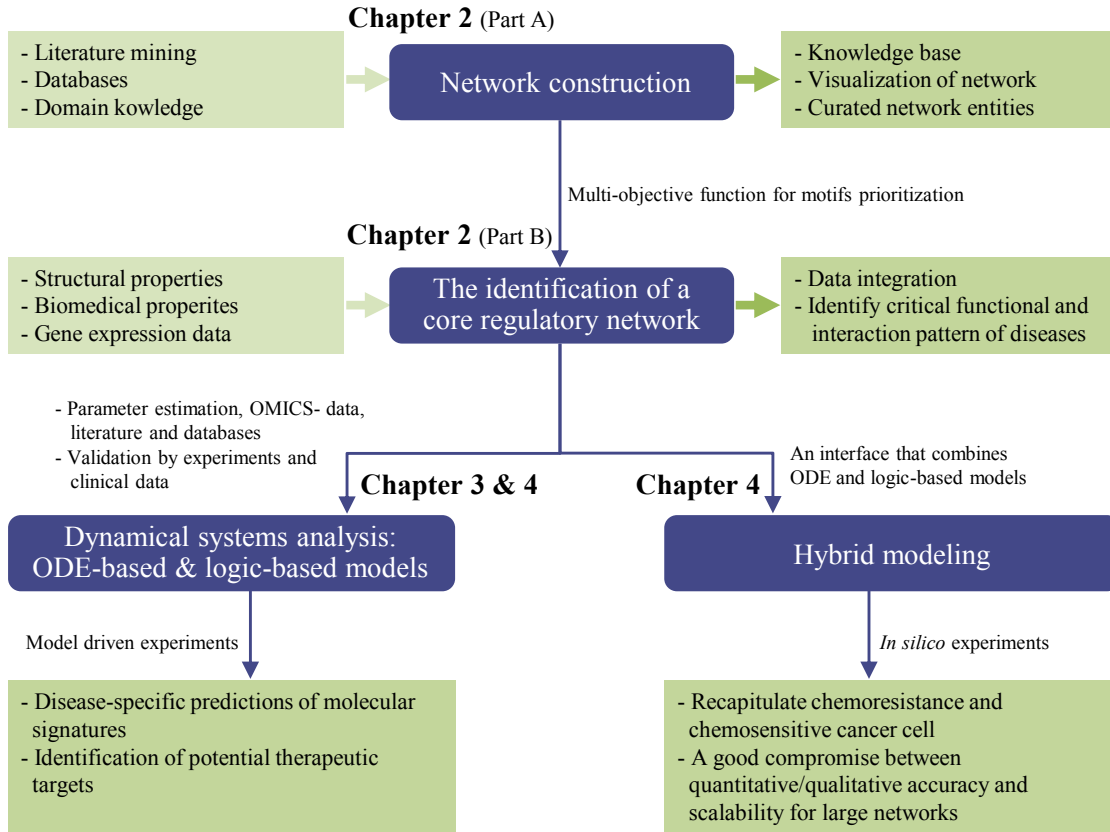 Chapter 2 (Part A)
- Literature mining
- Databases
- Domain kowledge
Network construction
- Knowledge base
- Visualization of network
- Curated network entities
Multi-objective function for motifs prioritization
Chapter 2 (Part B)
- Structural properties
- Biomedical properites
- Gene expression data
The identification of a
core regulatory network
- Data integration
- Identify critical functional and
interaction pattern of diseases
- Parameter estimation, OMICS- data,
literature and databases
- Validation by experiments and
clinical data
An interface that combines
ODE and logic-based models
Chapter 3 & 4
Chapter 4
Dynamical systems analysis:
ODE-based & logic-based models
Hybrid modeling
Model driven experiments
In silico experiments
- Disease-specific predictions of molecular
signatures
- Identification of potential therapeutic
targets
- Recapitulate chemoresistance and
chemosensitive cancer cell
- A good compromise between
quantitative/qualitative accuracy and
scalability for large networks